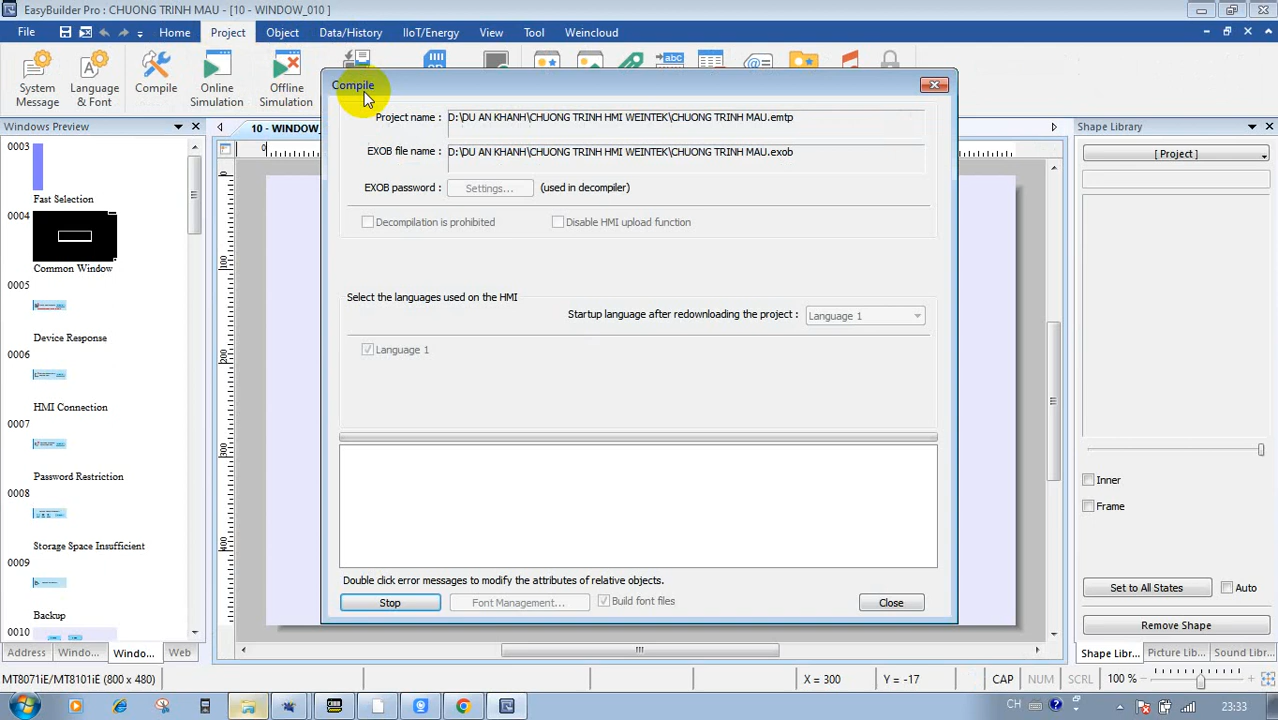 EasyBuilder Pro : CHUONG TRINH MAU - [10 - WINDOW_010 ]
File Home Project Object Data/History IIoT/Energy View Tool Weincloud
System Message
Language & Font
Compile
Online Simulation
Offline Simulation
Windows Preview
10 - WINDOW_
Shape Library
[ Project ]
0003
Fast Selection
0004
Common Window
0005
Device Response
0006
HMI Connection
0007
Password Restriction
0008
Storage Space Insufficient
0009
Backup
0010
0
0
100
200
300
400
Compile
Project name : D:\DU AN KHANH\CHUONG TRINH HMI WEINTEK\CHUONG TRINH MAU.emtp
EXOB file name : D:\DU AN KHANH\CHUONG TRINH HMI WEINTEK\CHUONG TRINH MAU.exob
EXOB password : Settings... (used in decompiler)
Decompilation is prohibited Disable HMI upload function
Select the languages used on the HMI
Startup language after redownloading the project : Language 1
Language 1
Double click error messages to modify the attributes of relative objects.
Stop Font Management... Build font files Close
Inner
Frame
Set to All States Auto
Remove Shape
Address Windo... Windo... Web
Shape Libr... Picture Lib... Sound Libr...
MT8071iE/MT8101iE (800 x 480) X = 300 Y = -17 CAP NUM SCRL 100 %
CH 23:33